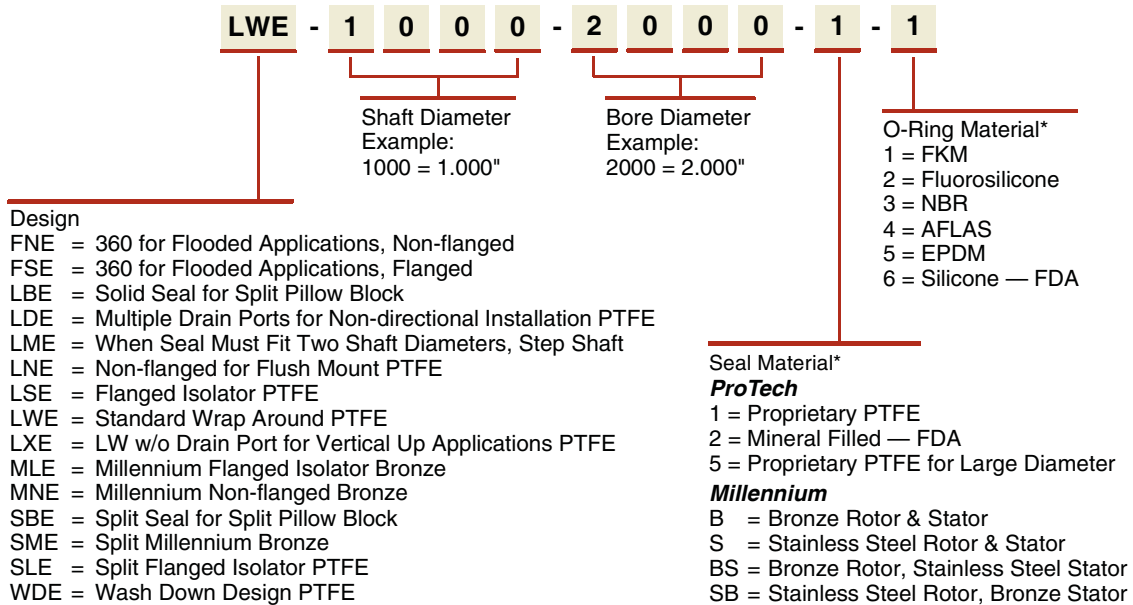 LWE - 1 0 0 0 - 2 0 0 0 - 1 - 1
Shaft Diameter
Example:
1000 = 1.000"
Bore Diameter
Example:
2000 = 2.000"
O-Ring Material*
1 = FKM
2 = Fluorosilicone
3 = NBR
4 = AFLAS
5 = EPDM
6 = Silicone — FDA
Design
FNE = 360 for Flooded Applications, Non-flanged
FSE = 360 for Flooded Applications, Flanged
LBE = Solid Seal for Split Pillow Block
LDE = Multiple Drain Ports for Non-directional Installation PTFE
LME = When Seal Must Fit Two Shaft Diameters, Step Shaft
LNE = Non-flanged for Flush Mount PTFE
LSE = Flanged Isolator PTFE
LWE = Standard Wrap Around PTFE
LXE = LW w/o Drain Port for Vertical Up Applications PTFE
MLE = Millennium Flanged Isolator Bronze
MNE = Millennium Non-flanged Bronze
SBE = Split Seal for Split Pillow Block
SME = Split Millennium Bronze
SLE = Split Flanged Isolator PTFE
WDE = Wash Down Design PTFE
Seal Material*
ProTech
1 = Proprietary PTFE
2 = Mineral Filled — FDA
5 = Proprietary PTFE for Large Diameter
Millennium
B = Bronze Rotor & Stator
S = Stainless Steel Rotor & Stator
BS = Bronze Rotor, Stainless Steel Stator
SB = Stainless Steel Rotor, Bronze Stator